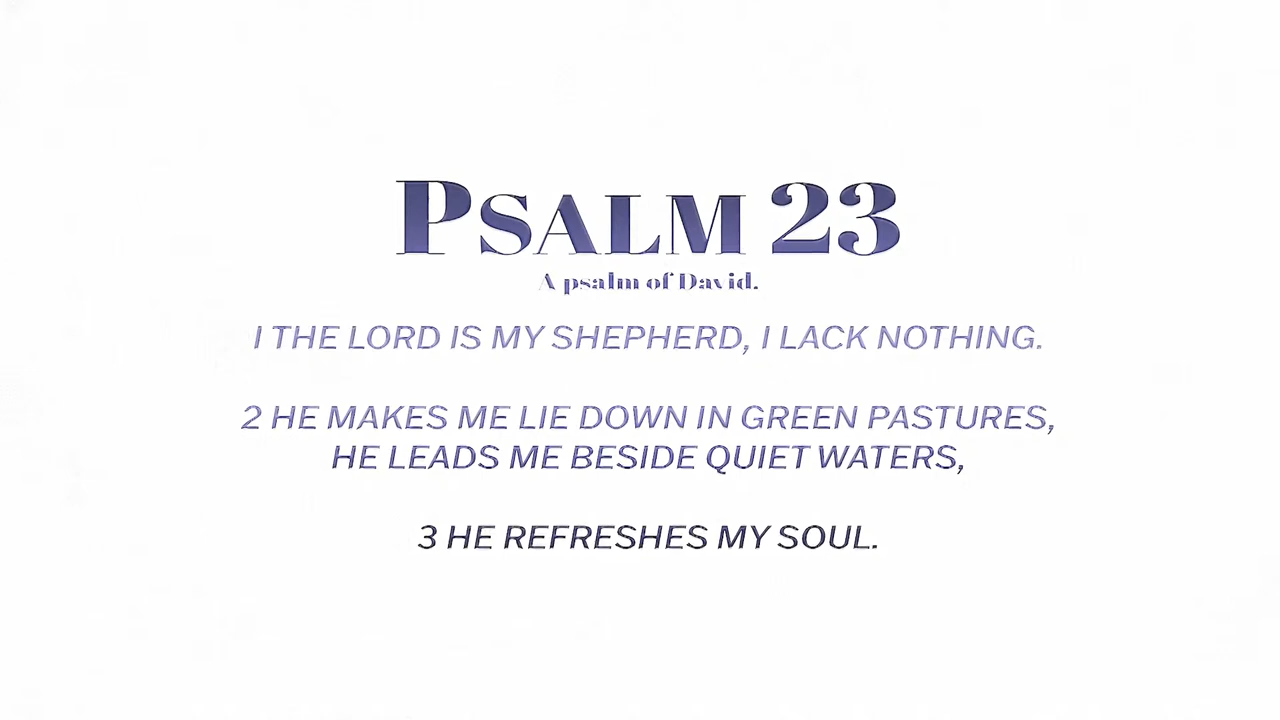 PSALM 23
A psalm of David.
1 THE LORD IS MY SHEPHERD, I LACK NOTHING.
2 HE MAKES ME LIE DOWN IN GREEN PASTURES,
HE LEADS ME BESIDE QUIET WATERS,
3 HE REFRESHES MY SOUL.